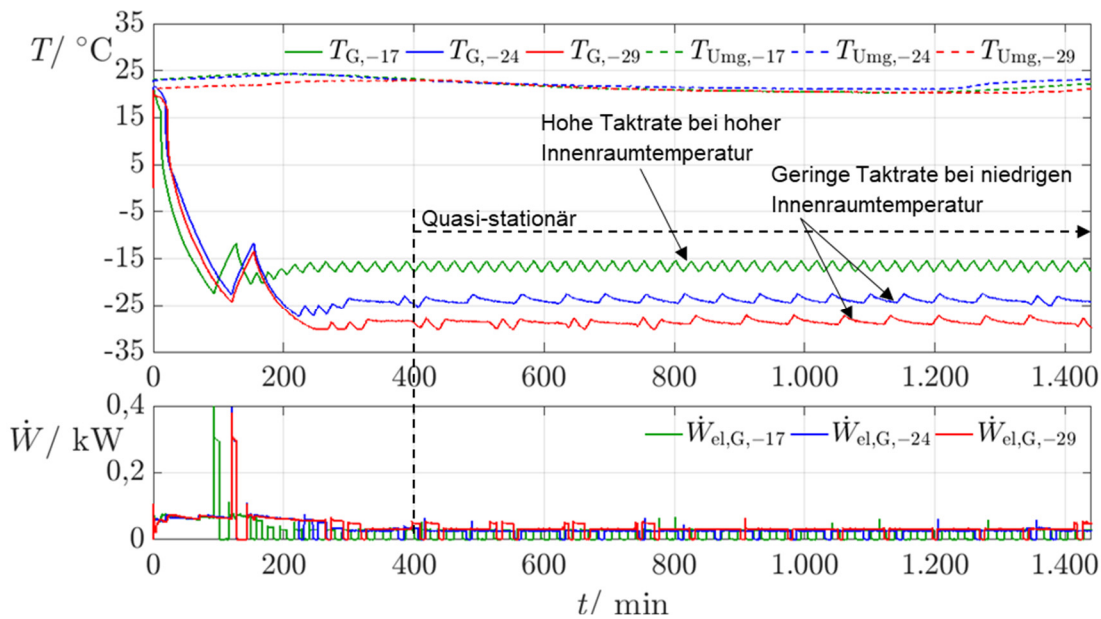 T/ °C
35
25
15
5
-5
-15
-25
-35
T_G,−17 T_G,−24 T_G,−29 T_Umg,−17 T_Umg,−24 T_Umg,−29
Hohe Taktrate bei hoher
Innenraumtemperatur
Geringe Taktrate bei niedrigen
Innenraumtemperatur
Quasi-stationär
0 200 400 600 800 1.000 1.200 1.400
Ẇ/ kW
0,4
0,2
0
Ẇ_el,G,−17 Ẇ_el,G,−24 Ẇ_el,G,−29
0 200 400 600 800 1.000 1.200 1.400
t/ min